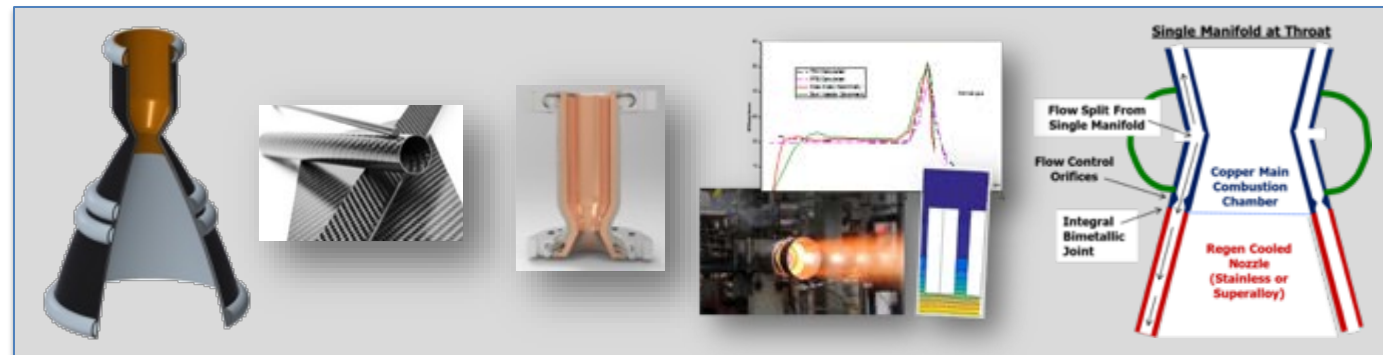 Single Manifold at Throat
Flow Split From
Single Manifold
Flow Control
Orifices
Copper Main
Combustion
Chamber
Integral
Bimetallic
Joint
Regen Cooled
Nozzle
(Stainless or
Superalloy)